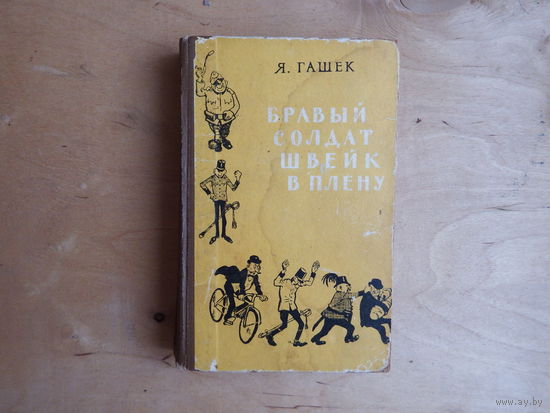 Я. ГАШЕК
БРАВЫЙ
СОЛДАТ
ШВЕЙК
В ПЛЕНУ
www.ay.by